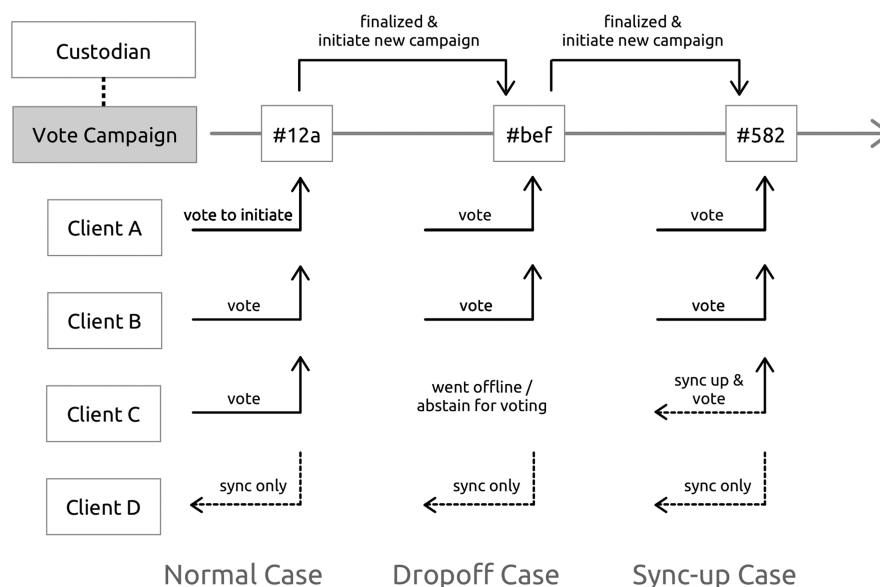 finalized &
initiate new campaign
finalized &
initiate new campaign
Custodian
Vote Campaign
#12a
#bef
#582
Client A
vote to initiate
vote
vote
Client B
vote
vote
vote
Client C
vote
went offline /
abstain for voting
sync up &
vote
Client D
sync only
sync only
sync only
Normal Case
Dropoff Case
Sync-up Case